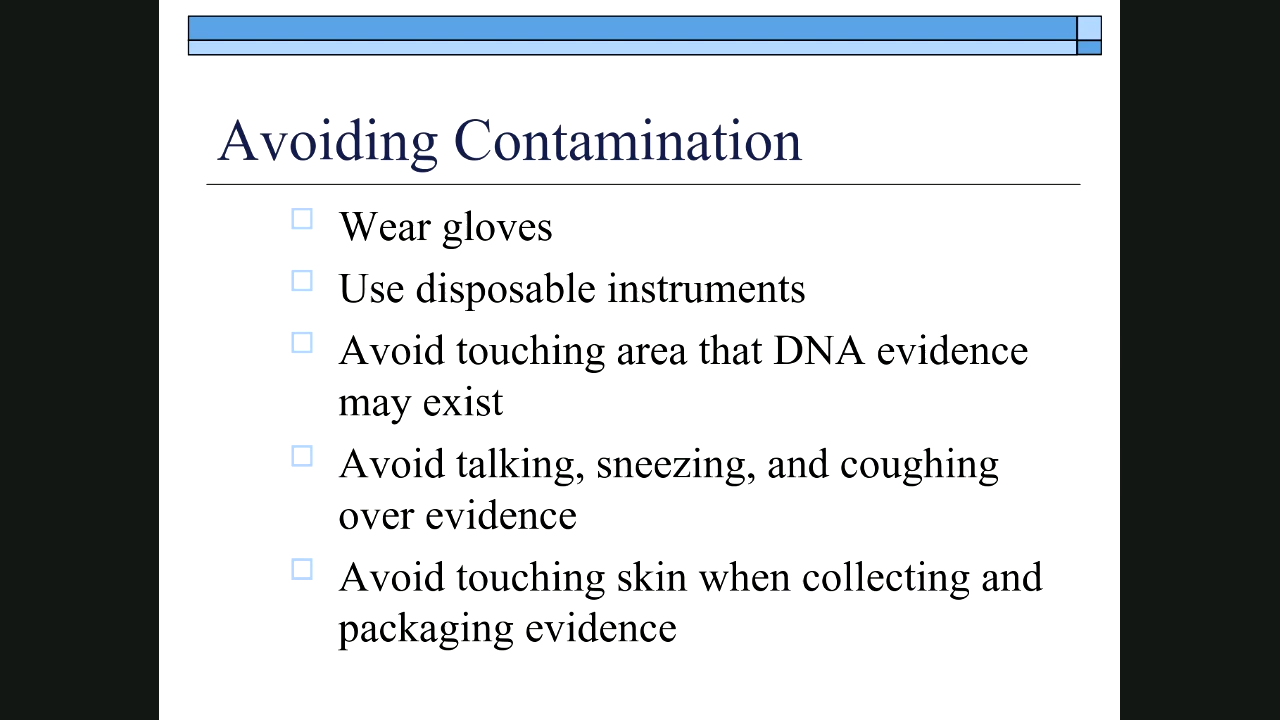 Avoiding Contamination
Wear gloves
Use disposable instruments
Avoid touching area that DNA evidence
may exist
Avoid talking, sneezing, and coughing
over evidence
Avoid touching skin when collecting and
packaging evidence